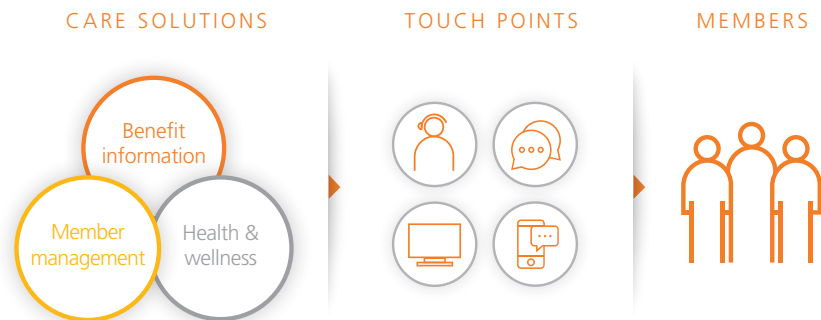 CARE SOLUTIONS
TOUCH POINTS
MEMBERS
Benefit
information
Member
management
Health &
wellness